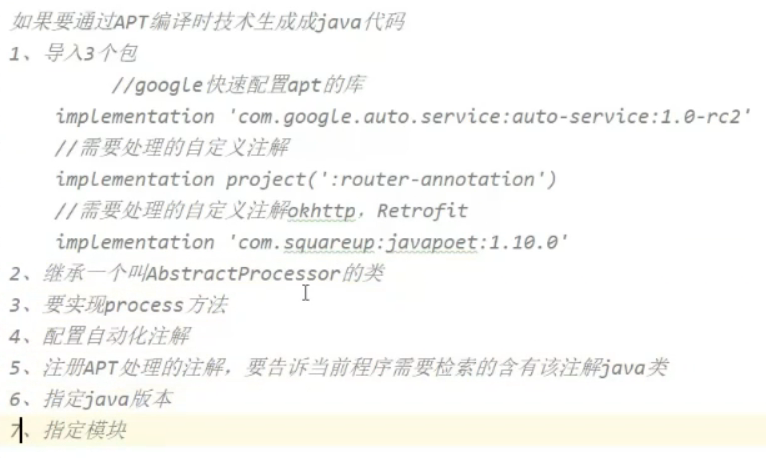 如果要通过APT编译时技术生成成java代码
1、导入3个包
//google快速配置apt的库
implementation 'com.google.auto.service:auto-service:1.0-rc2'
//需要处理的自定义注解
implementation project(':router-annotation')
//需要处理的自定义注解okhttp，Retrofit
implementation 'com.squareup:javapoet:1.10.0'
2、继承一个叫AbstractProcessor的类
3、要实现process方法
4、配置自动化注解
5、注册APT处理的注解，要告诉当前程序需要检索的含有该注解java类
6、指定java版本
7、指定模块